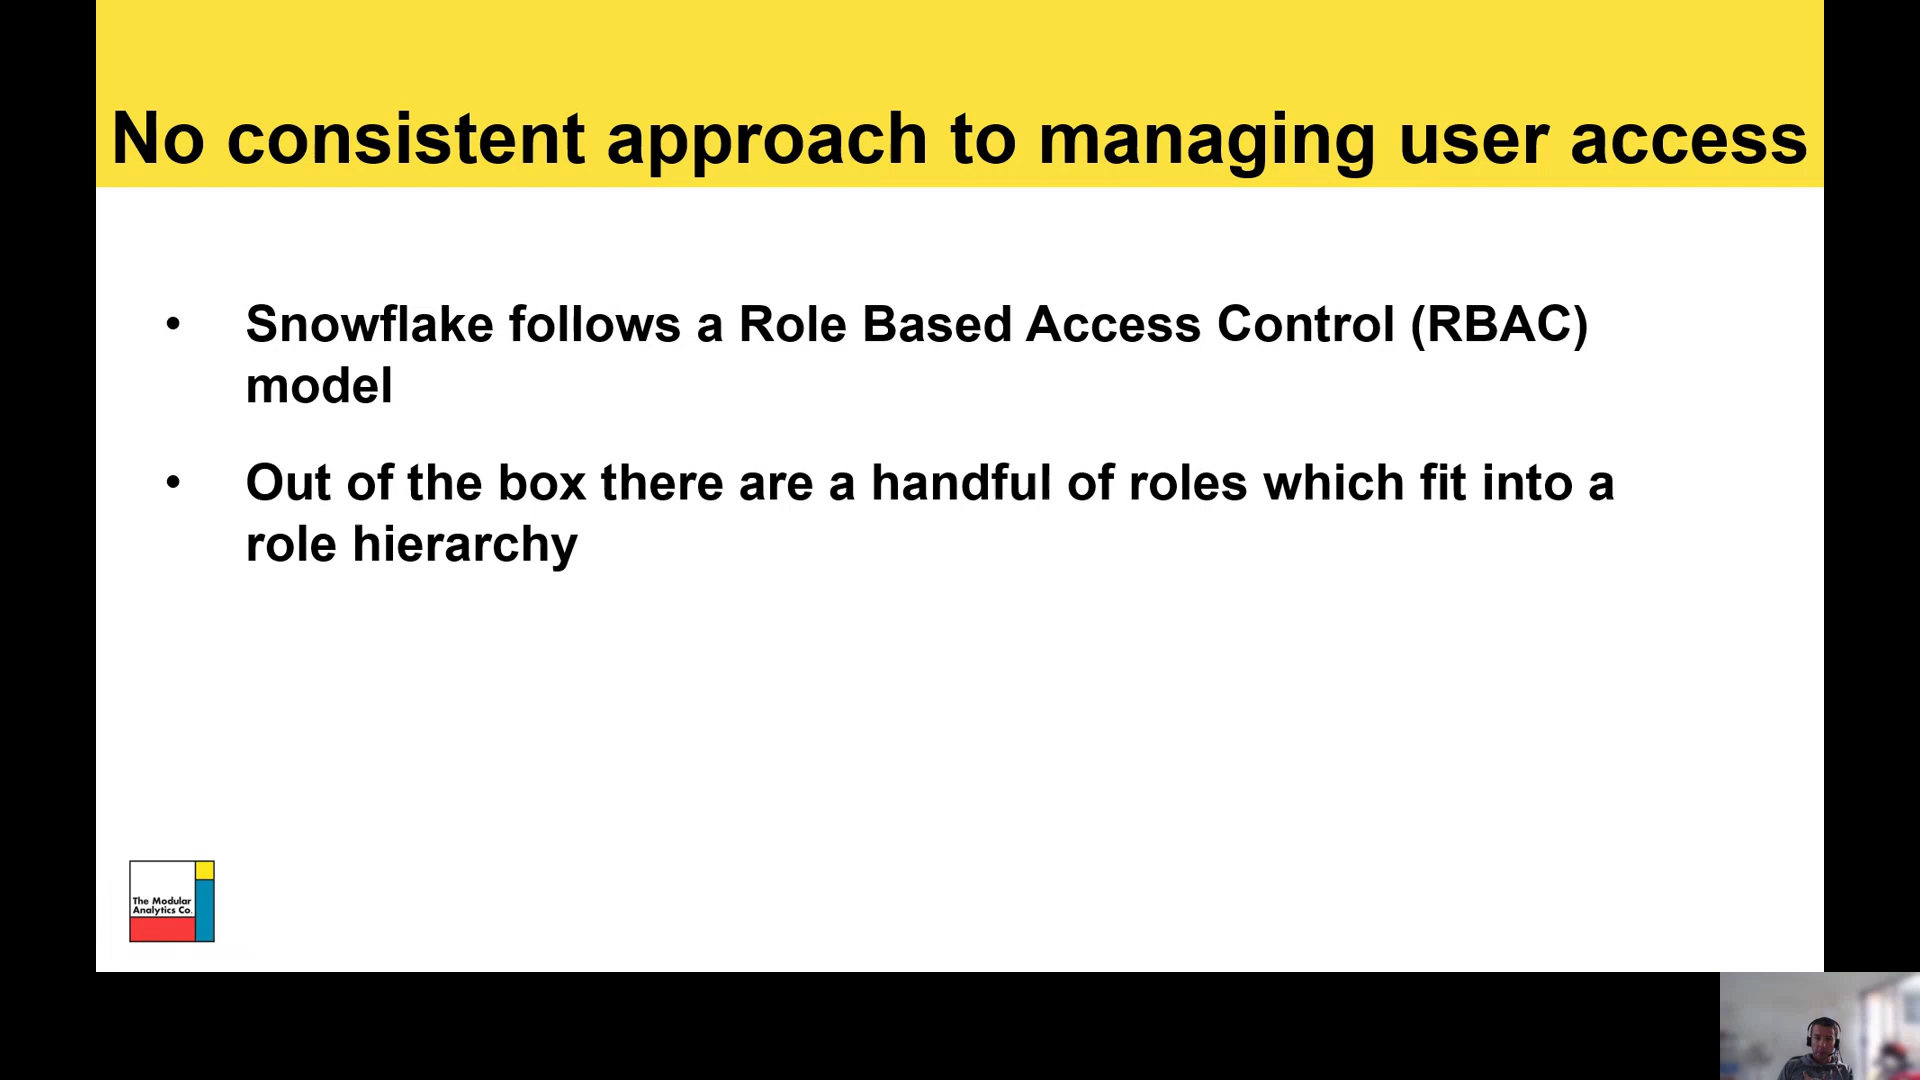 No consistent approach to managing user access
• Snowflake follows a Role Based Access Control (RBAC)
model
• Out of the box there are a handful of roles which fit into a
role hierarchy
The Modular
Analytics Co.